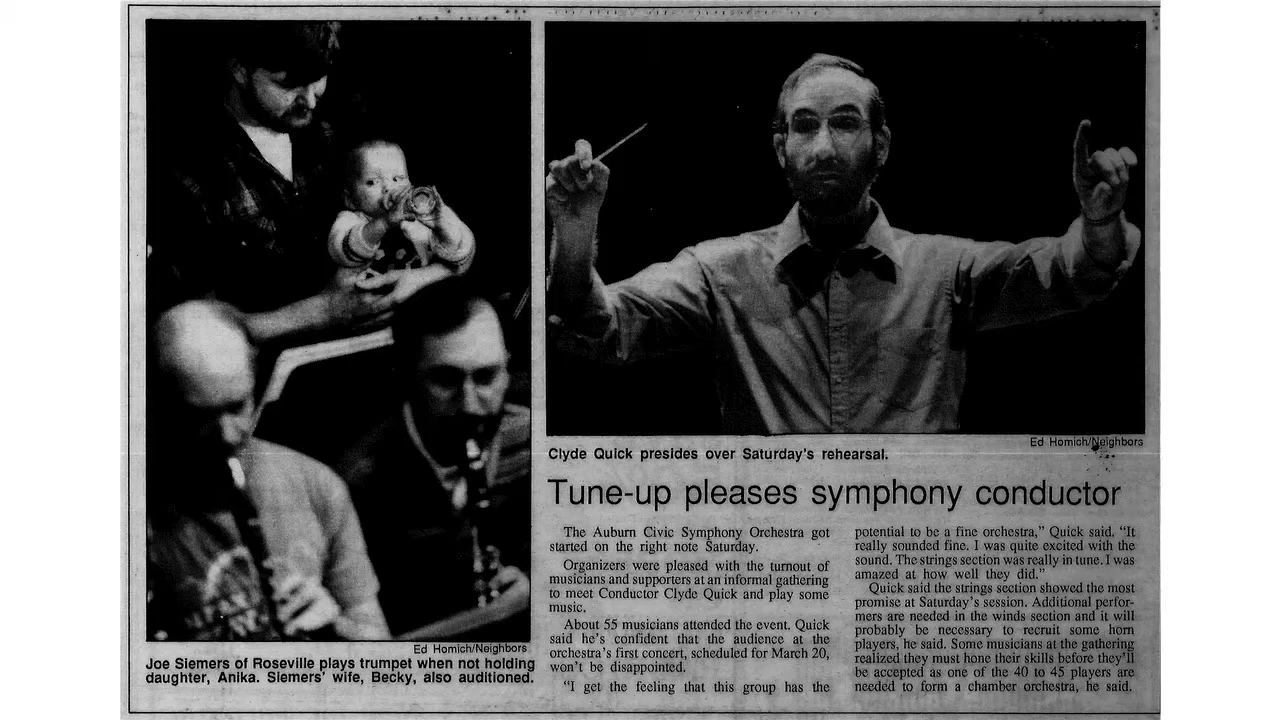 Ed Homich/Neighbors
Joe Siemers of Roseville plays trumpet when not holding
daughter, Anika. Siemers' wife, Becky, also auditioned.
Ed Homich/Neighbors
Clyde Quick presides over Saturday's rehearsal.
Tune-up pleases symphony conductor
The Auburn Civic Symphony Orchestra got
started on the right note Saturday.
Organizers were pleased with the turnout of
musicians and supporters at an informal gathering
to meet Conductor Clyde Quick and play some
music.
About 55 musicians attended the event. Quick
said he's confident that the audience at the
orchestra's first concert, scheduled for March 20,
won't be disappointed.
“I get the feeling that this group has the
potential to be a fine orchestra,” Quick said. “It
really sounded fine. I was quite excited with the
sound. The strings section was really in tune. I was
amazed at how well they did.”
Quick said the strings section showed the most
promise at Saturday's session. Additional perfor-
mers are needed in the winds section and it will
probably be necessary to recruit some horn
players, he said. Some musicians at the gathering
realized they must hone their skills before they'll
be accepted as one of the 40 to 45 players are
needed to form a chamber orchestra, he said.